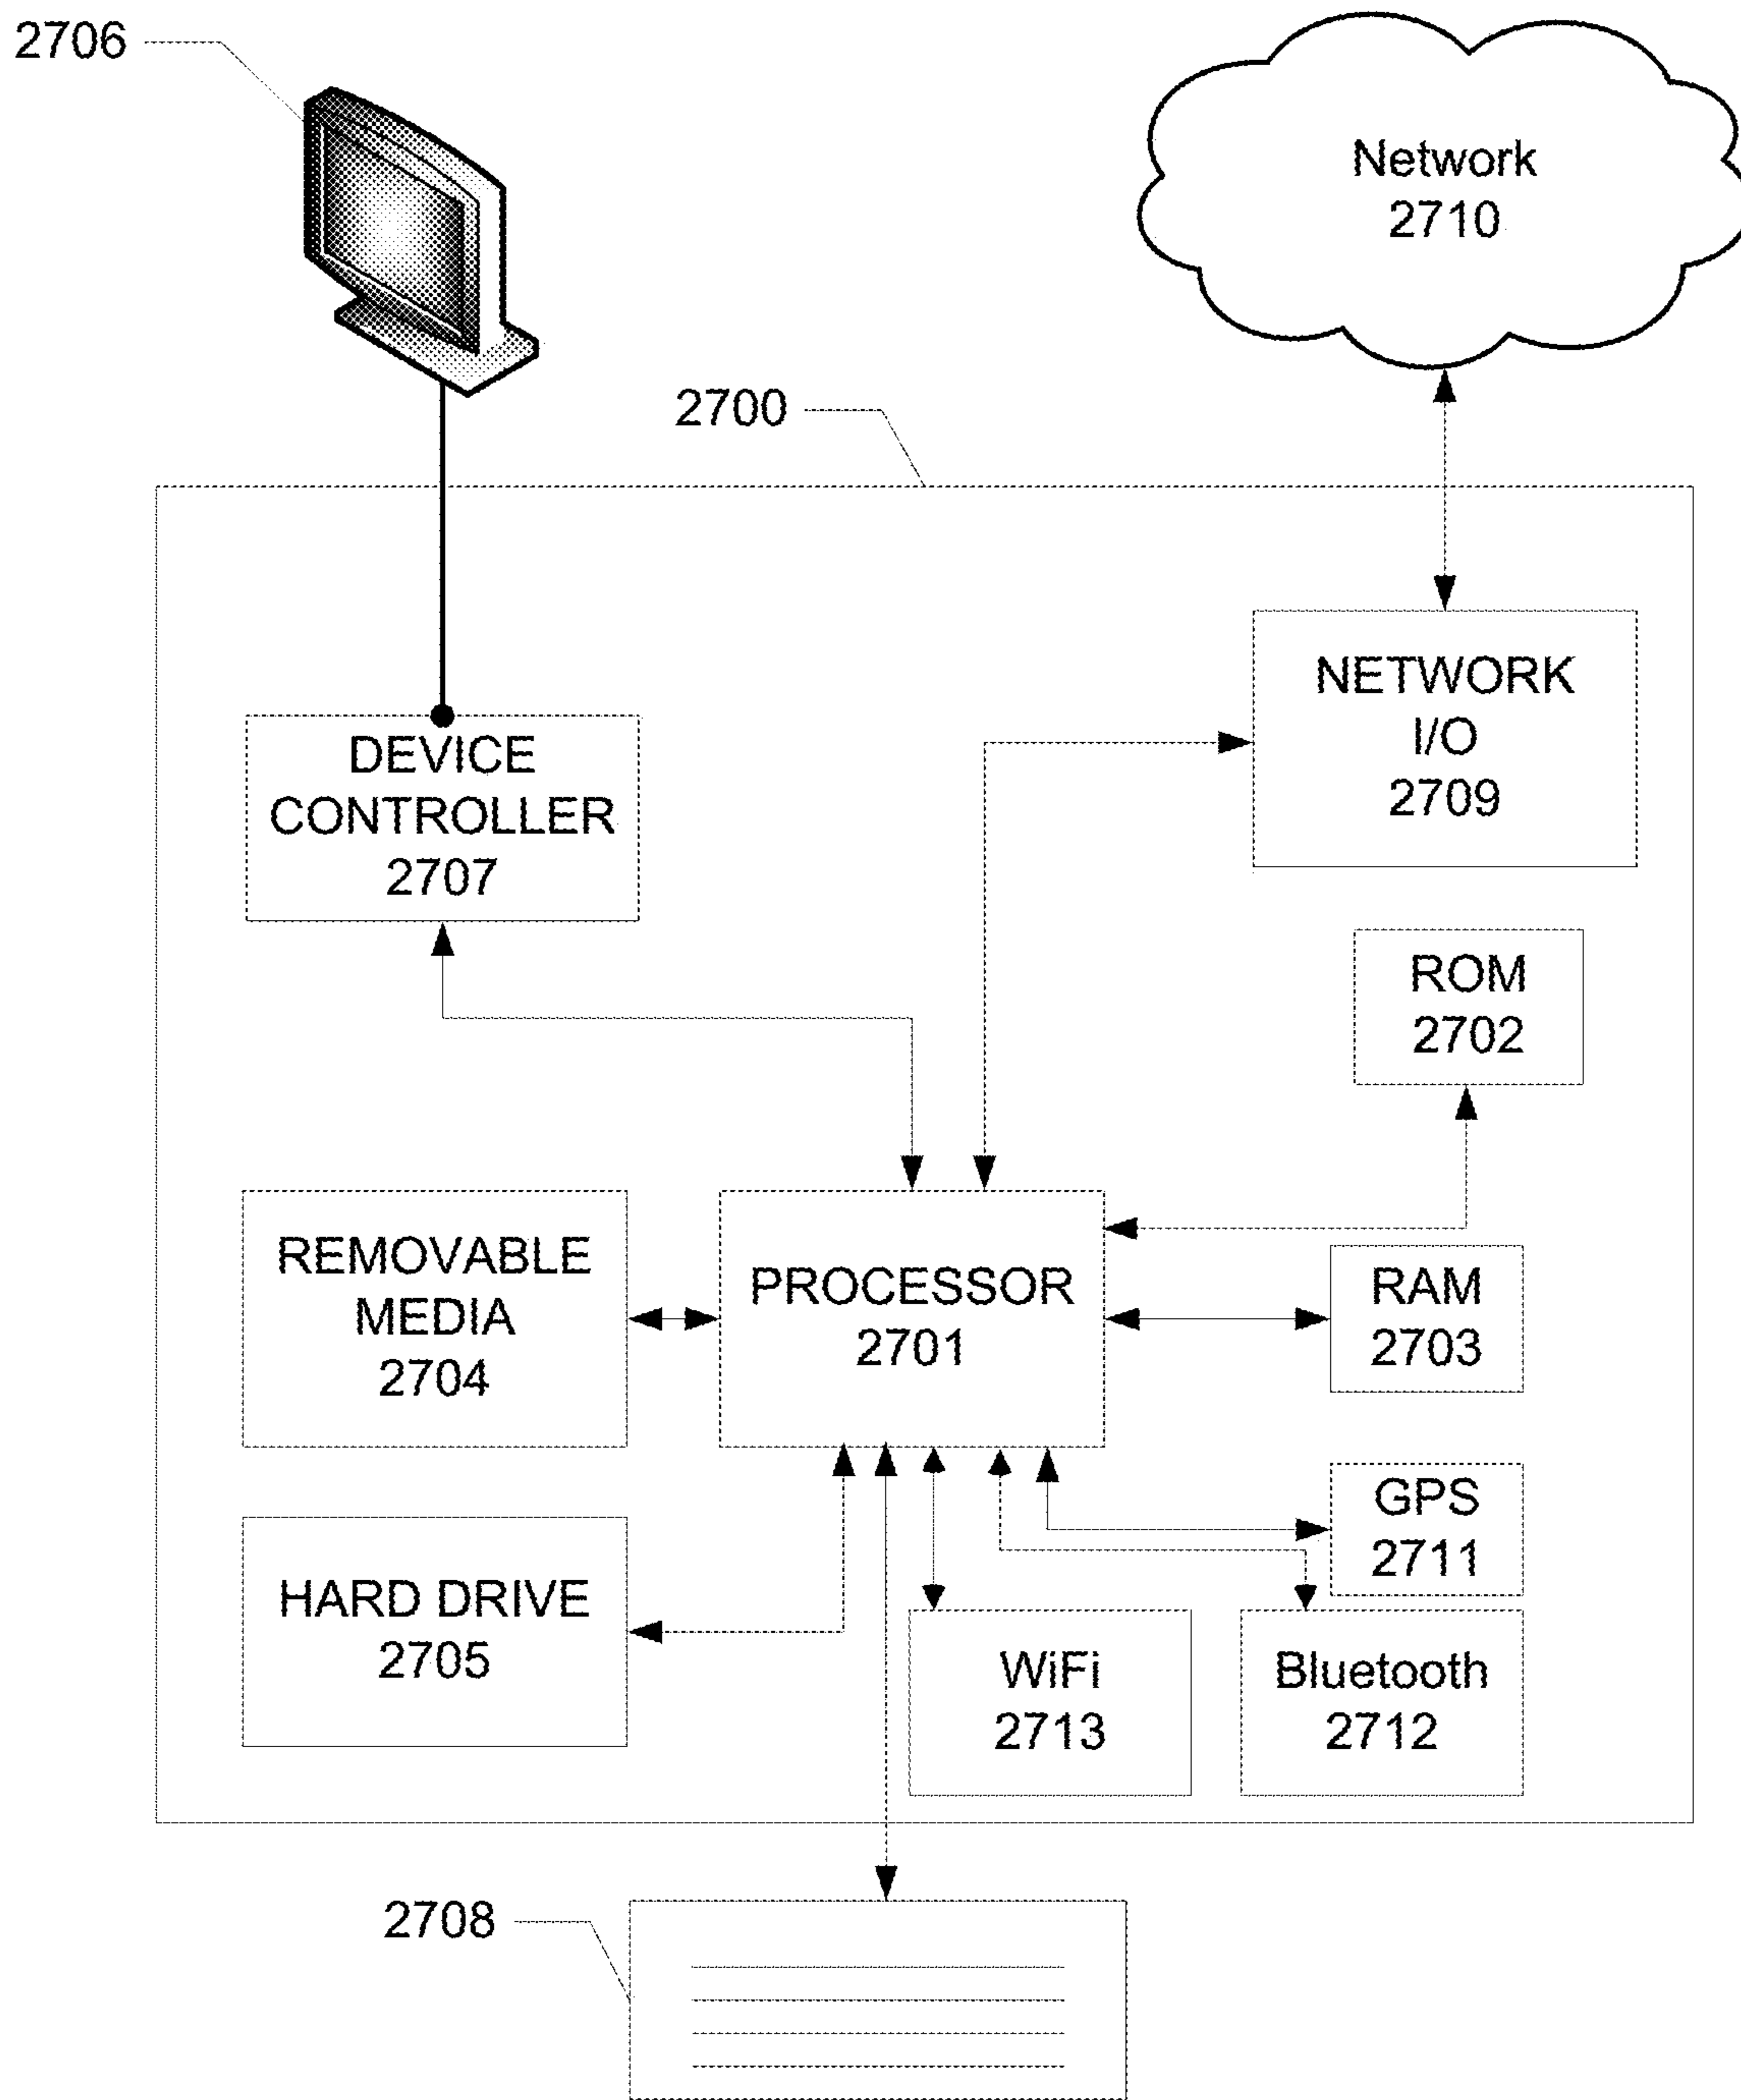 2706
Network
2710
2700
NETWORK
I/O
2709
DEVICE
CONTROLLER
2707
ROM
2702
REMOVABLE
MEDIA
2704
PROCESSOR
2701
RAM
2703
GPS
2711
HARD DRIVE
2705
WiFi
2713
Bluetooth
2712
2708